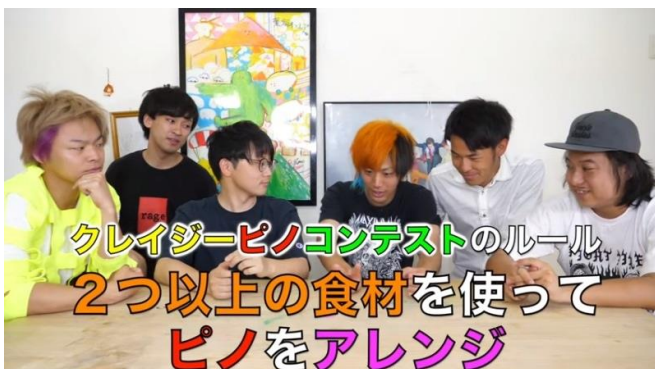 rage
クレイジーピノコンテストのルール
２つ以上の食材を使って
ピノをアレンジ